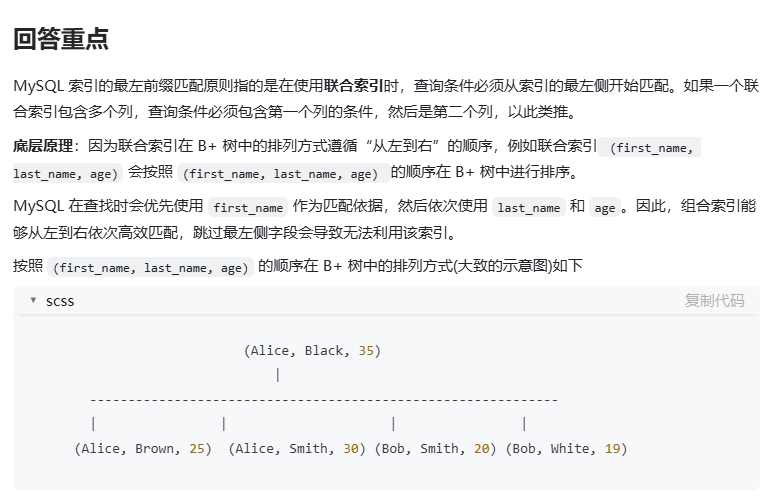 回答重点
MySQL 索引的最左前缀匹配原则指的是在使用联合索引时，查询条件必须从索引的最左侧开始匹配。如果一个联
合索引包含多个列，查询条件必须包含第一个列的条件，然后是第二个列，以此类推。
底层原理：因为联合索引在 B+ 树中的排列方式遵循“从左到右”的顺序，例如联合索引 (first_name,
last_name, age) 会按照 (first_name, last_name, age) 的顺序在 B+ 树中进行排序。
MySQL 在查找时会优先使用 first_name 作为匹配依据，然后依次使用 last_name 和 age 。因此，组合索引能
够从左到右依次高效匹配，跳过最左侧字段会导致无法利用该索引。
按照 (first_name, last_name, age) 的顺序在 B+ 树中的排列方式(大致的示意图)如下
scss 复制代码
(Alice, Black, 35)
|
-------------------------------------------------------------
| | | |
(Alice, Brown, 25) (Alice, Smith, 30) (Bob, Smith, 20) (Bob, White, 19)